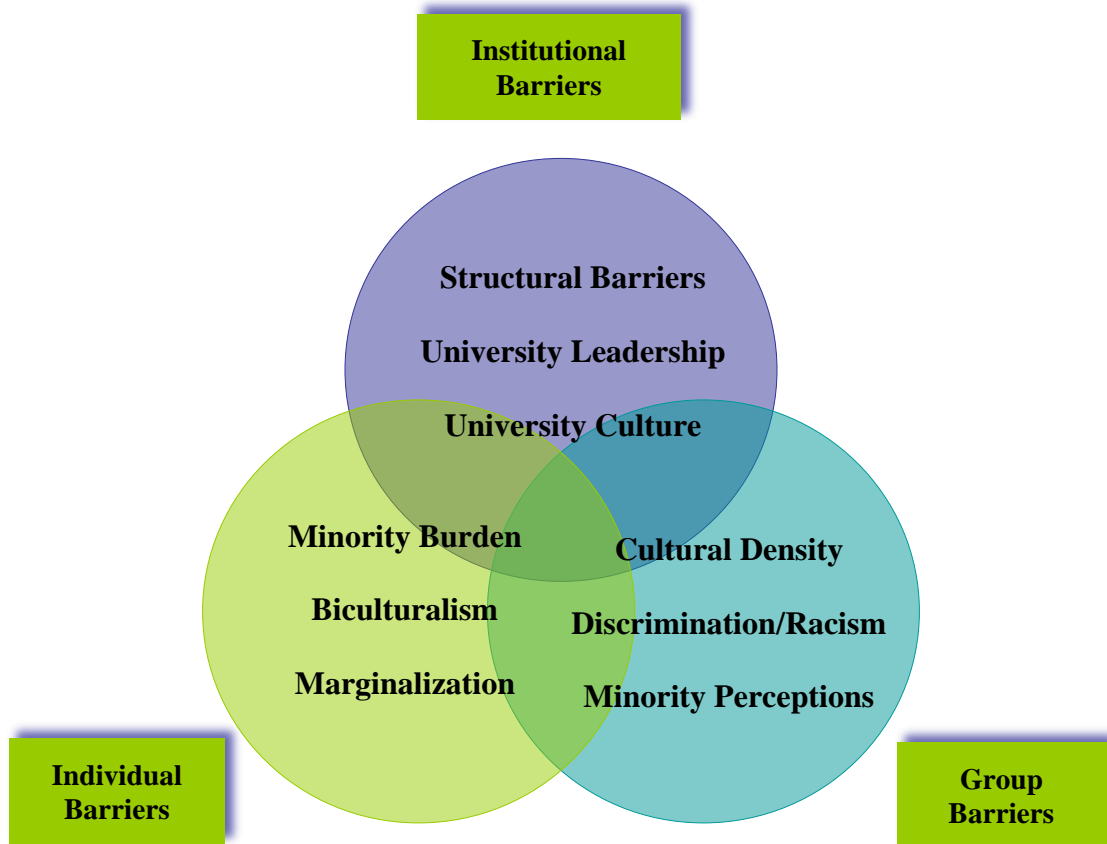 Institutional
Barriers
Structural Barriers
University Leadership
University Culture
Minority Burden
Biculturalism
Marginalization
Cultural Density
Discrimination/Racism
Minority Perceptions
Individual
Barriers
Group
Barriers